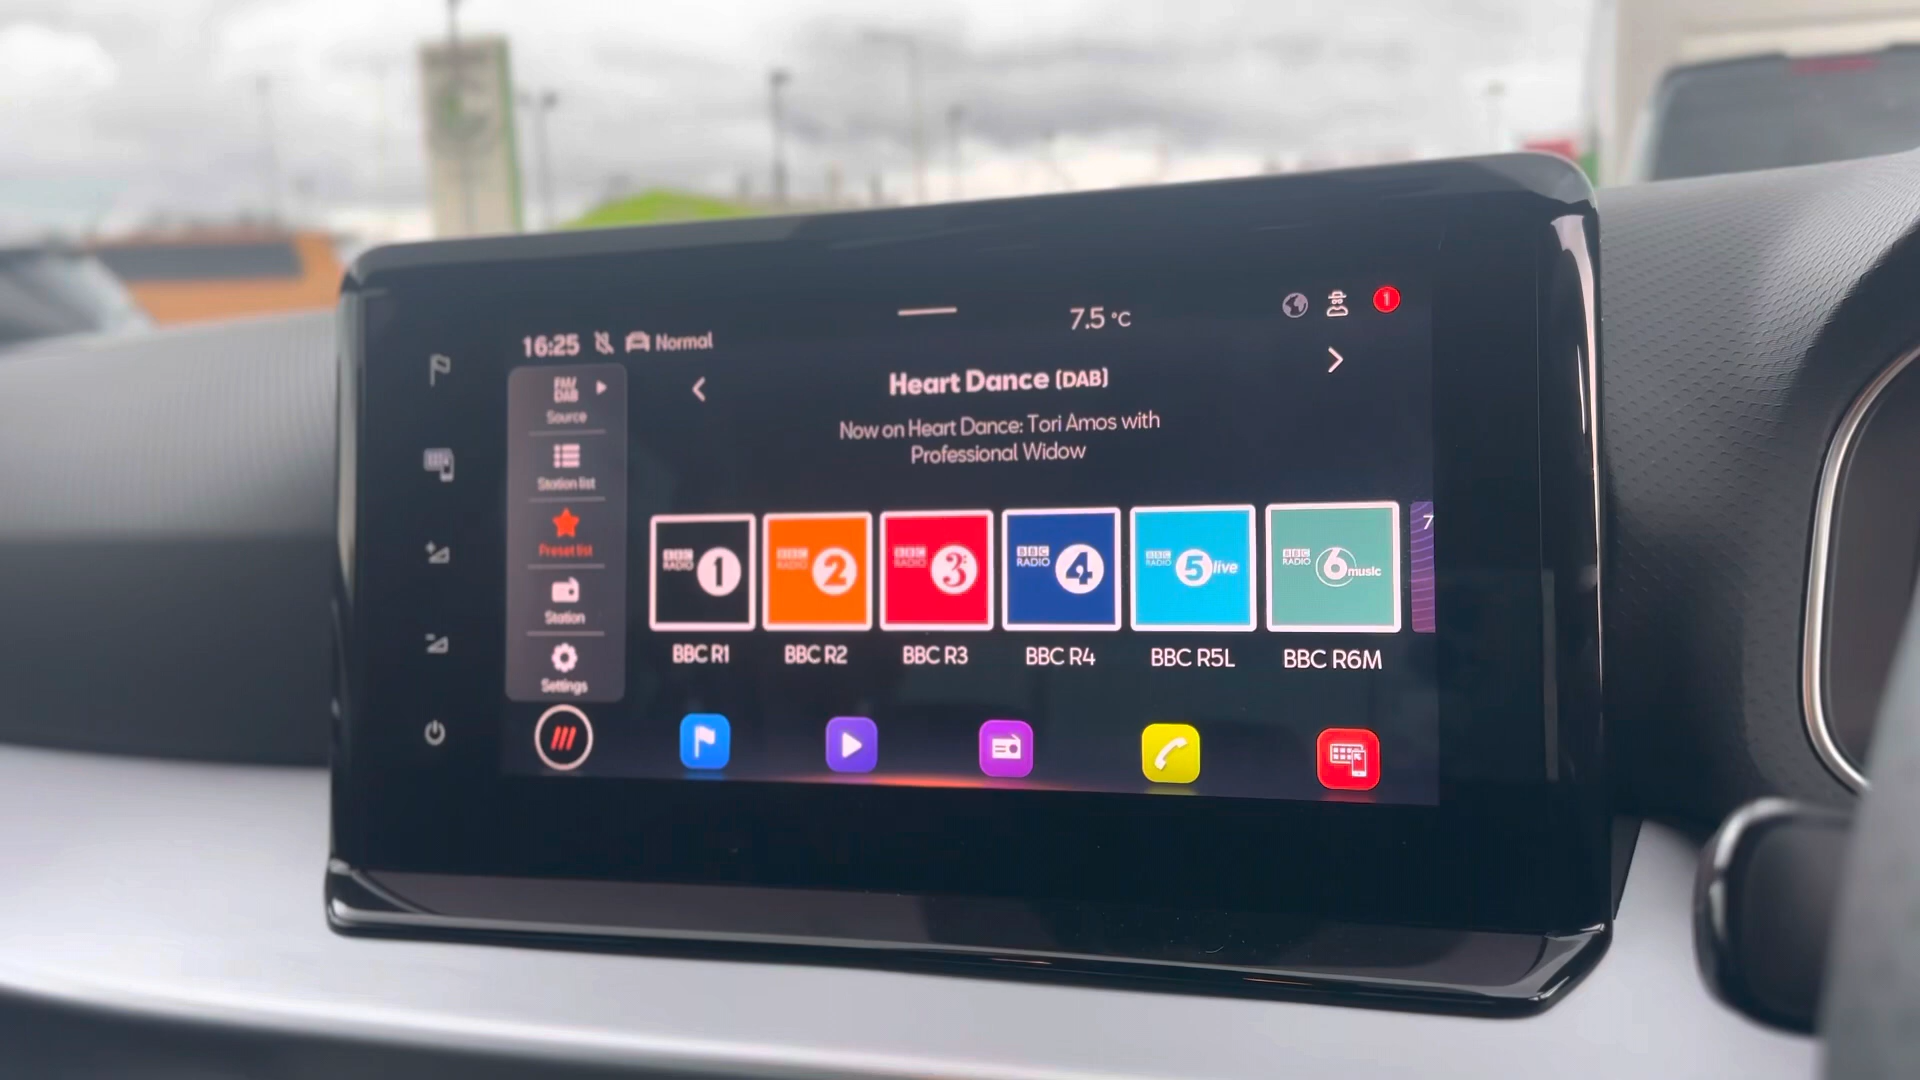 16:25 Normal
7.5 °C
1
Heart Dance (DAB)
Now on Heart Dance: Tori Amos with
Professional Widow
FM/
DAB
Source
Station list
Preset list
Station
Settings
BBC
RADIO 1
BBC
RADIO 2
BBC
RADIO 3
BBC
RADIO 4
BBC
RADIO 5 live
BBC
RADIO 6 music
7
BBC R1
BBC R2
BBC R3
BBC R4
BBC R5L
BBC R6M